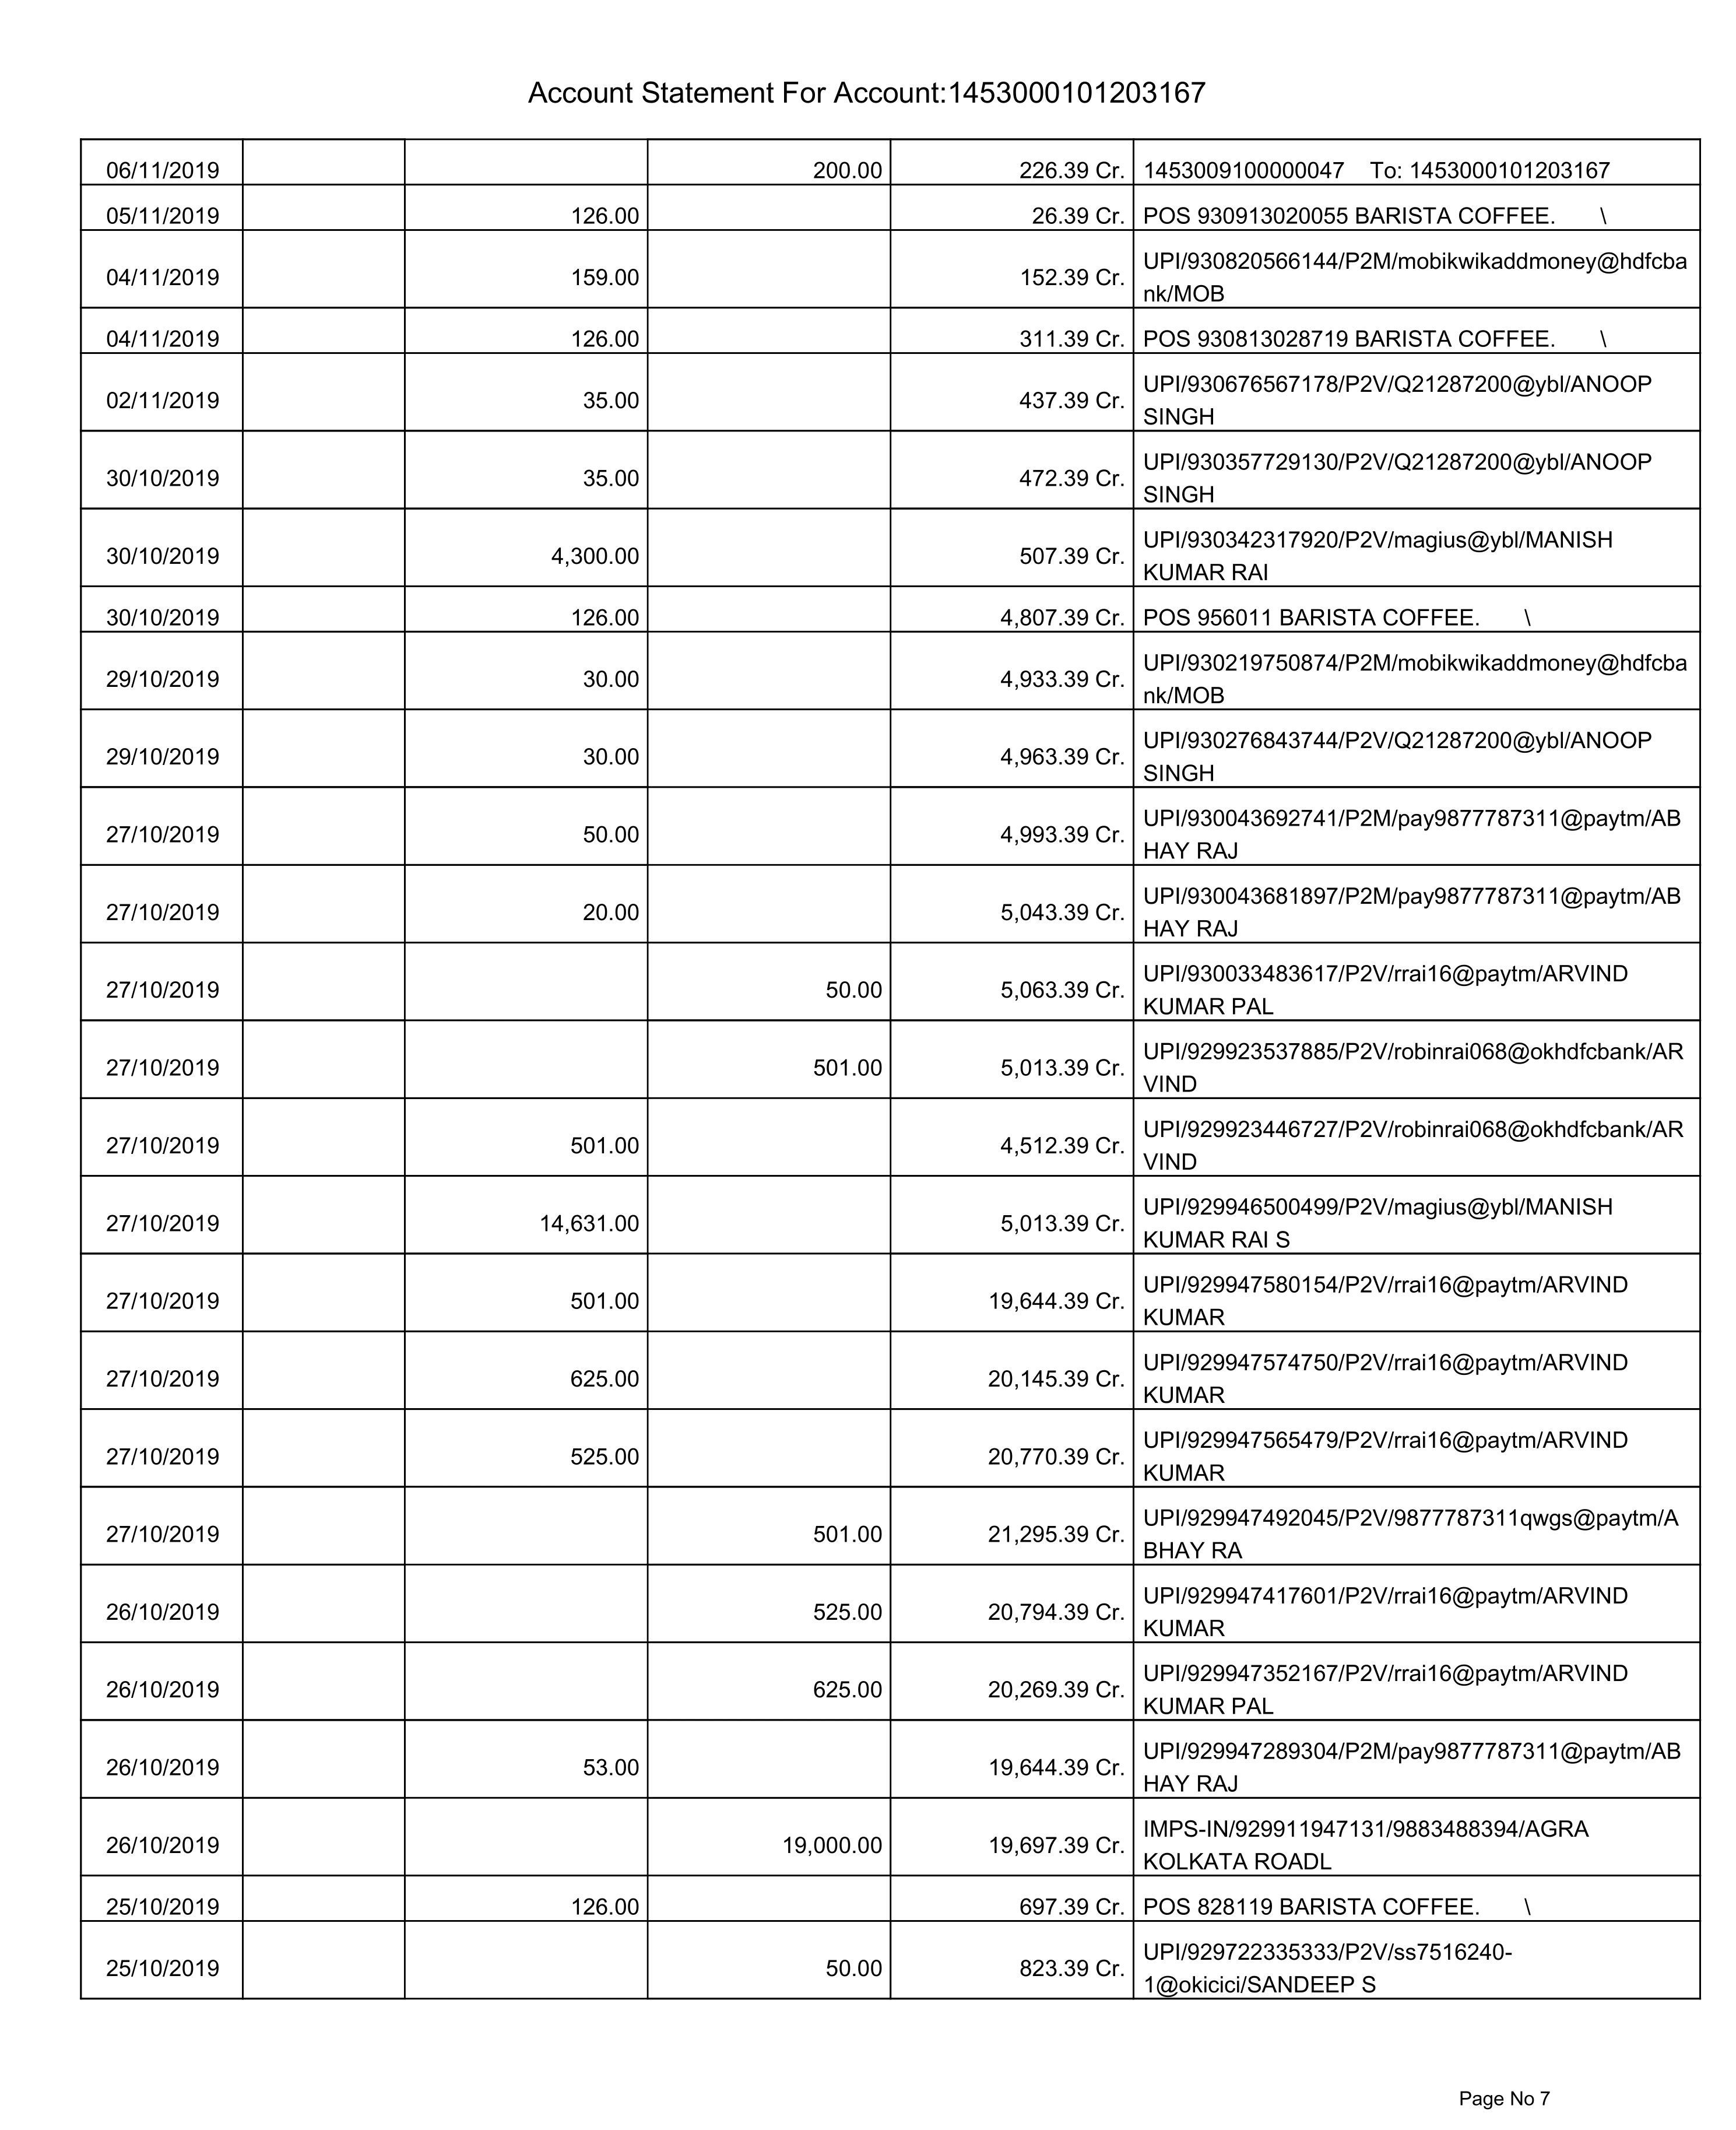 Account Statement For Account:1453000101203167
06/11/2019 200.00 226.39 Cr. 1453009100000047 To: 1453000101203167
05/11/2019 126.00 26.39 Cr. POS 930913020055 BARISTA COFFEE. \
04/11/2019 159.00 152.39 Cr. UPI/930820566144/P2M/mobikwikaddmoney@hdfcba
nk/MOB
04/11/2019 126.00 311.39 Cr. POS 930813028719 BARISTA COFFEE. \
02/11/2019 35.00 437.39 Cr. UPI/930676567178/P2V/Q21287200@ybl/ANOOP
SINGH
30/10/2019 35.00 472.39 Cr. UPI/930357729130/P2V/Q21287200@ybl/ANOOP
SINGH
30/10/2019 4,300.00 507.39 Cr. UPI/930342317920/P2V/magius@ybl/MANISH
KUMAR RAI
30/10/2019 126.00 4,807.39 Cr. POS 956011 BARISTA COFFEE. \
29/10/2019 30.00 4,933.39 Cr. UPI/930219750874/P2M/mobikwikaddmoney@hdfcba
nk/MOB
29/10/2019 30.00 4,963.39 Cr. UPI/930276843744/P2V/Q21287200@ybl/ANOOP
SINGH
27/10/2019 50.00 4,993.39 Cr. UPI/930043692741/P2M/pay9877787311@paytm/AB
HAY RAJ
27/10/2019 20.00 5,043.39 Cr. UPI/930043681897/P2M/pay9877787311@paytm/AB
HAY RAJ
27/10/2019 50.00 5,063.39 Cr. UPI/930033483617/P2V/rrai16@paytm/ARVIND
KUMAR PAL
27/10/2019 501.00 5,013.39 Cr. UPI/929923537885/P2V/robinrai068@okhdfcbank/AR
VIND
27/10/2019 501.00 4,512.39 Cr. UPI/929923446727/P2V/robinrai068@okhdfcbank/AR
VIND
27/10/2019 14,631.00 5,013.39 Cr. UPI/929946500499/P2V/magius@ybl/MANISH
KUMAR RAI S
27/10/2019 501.00 19,644.39 Cr. UPI/929947580154/P2V/rrai16@paytm/ARVIND
KUMAR
27/10/2019 625.00 20,145.39 Cr. UPI/929947574750/P2V/rrai16@paytm/ARVIND
KUMAR
27/10/2019 525.00 20,770.39 Cr. UPI/929947565479/P2V/rrai16@paytm/ARVIND
KUMAR
27/10/2019 501.00 21,295.39 Cr. UPI/929947492045/P2V/9877787311qwgs@paytm/A
BHAY RA
26/10/2019 525.00 20,794.39 Cr. UPI/929947417601/P2V/rrai16@paytm/ARVIND
KUMAR
26/10/2019 625.00 20,269.39 Cr. UPI/929947352167/P2V/rrai16@paytm/ARVIND
KUMAR PAL
26/10/2019 53.00 19,644.39 Cr. UPI/929947289304/P2M/pay9877787311@paytm/AB
HAY RAJ
26/10/2019 19,000.00 19,697.39 Cr. IMPS-IN/929911947131/9883488394/AGRA
KOLKATA ROADL
25/10/2019 126.00 697.39 Cr. POS 828119 BARISTA COFFEE. \
25/10/2019 50.00 823.39 Cr. UPI/929722335333/P2V/ss7516240-
1@okicici/SANDEEP S
Page No 7